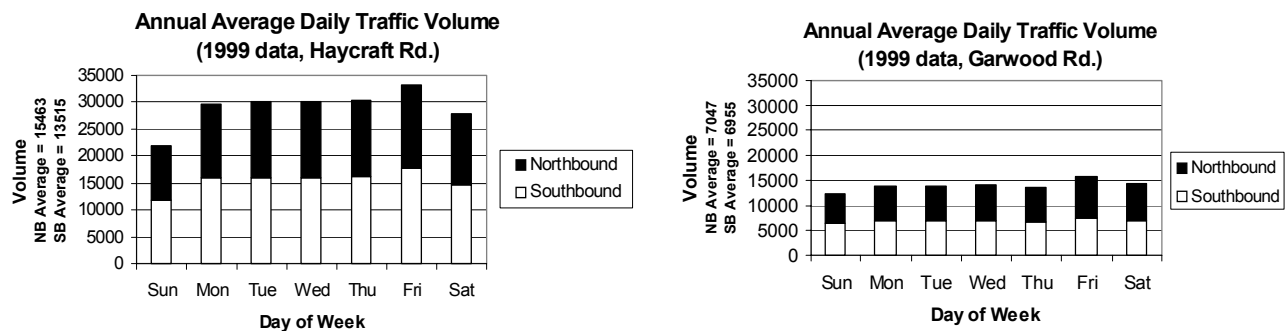 Annual Average Daily Traffic Volume
(1999 data, Haycraft Rd.)
35000
30000
25000
20000
15000
10000
5000
0
Volume
NB Average = 15463
SB Average = 13515
Sun Mon Tue Wed Thu Fri Sat
Day of Week
Northbound
Southbound
Annual Average Daily Traffic Volume
(1999 data, Garwood Rd.)
35000
30000
25000
20000
15000
10000
5000
0
Volume
NB Average = 7047
SB Average = 6955
Sun Mon Tue Wed Thu Fri Sat
Day of Week
Northbound
Southbound